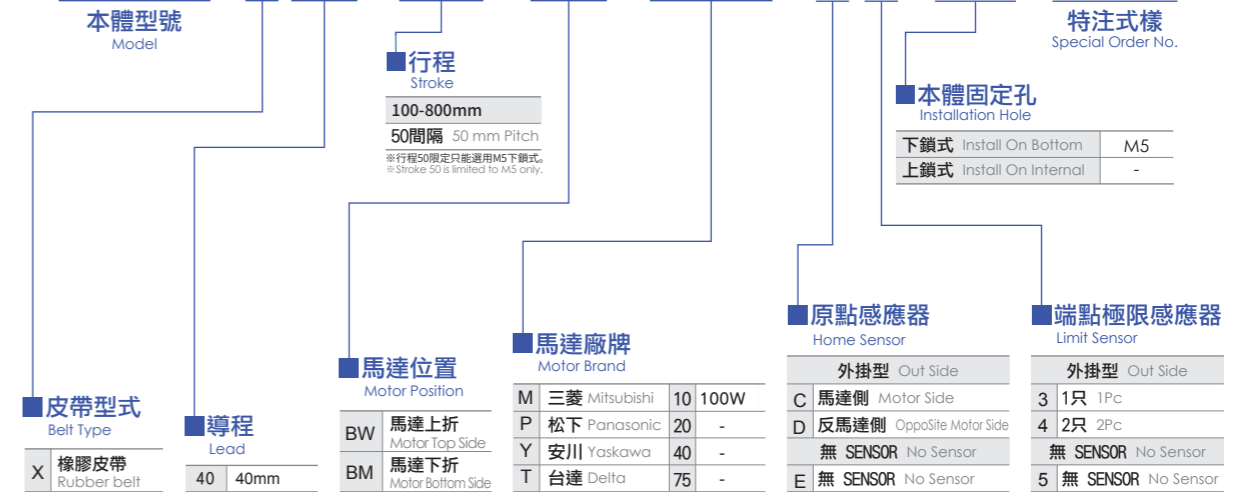 本體型號
Model
特注式樣
Special Order No.
■行程
Stroke
100-800mm
50間隔 50 mm Pitch
※行程50限定只能選用M5下鎖式。
※Stroke 50 is limited to M5 only.
■本體固定孔
Installation Hole
下鎖式 Install On Bottom M5
上鎖式 Install On Internal -
■皮帶型式
Belt Type
X 橡膠皮帶
Rubber belt
■導程
Lead
40 40mm
■馬達位置
Motor Position
BW 馬達上折
Motor Top Side
BM 馬達下折
Motor Bottom Side
■馬達廠牌
Motor Brand
M 三菱 Mitsubishi 10 100W
P 松下 Panasonic 20 -
Y 安川 Yaskawa 40 -
T 台達 Delta 75 -
■原點感應器
Home Sensor
外掛型 Out Side
C 馬達側 Motor Side
D 反馬達側 OppoSite Motor Side
無 SENSOR No Sensor
E 無 SENSOR No Sensor
■端點極限感應器
Limit Sensor
外掛型 Out Side
3 1只 1Pc
4 2只 2Pc
無 SENSOR No Sensor
5 無 SENSOR No Sensor